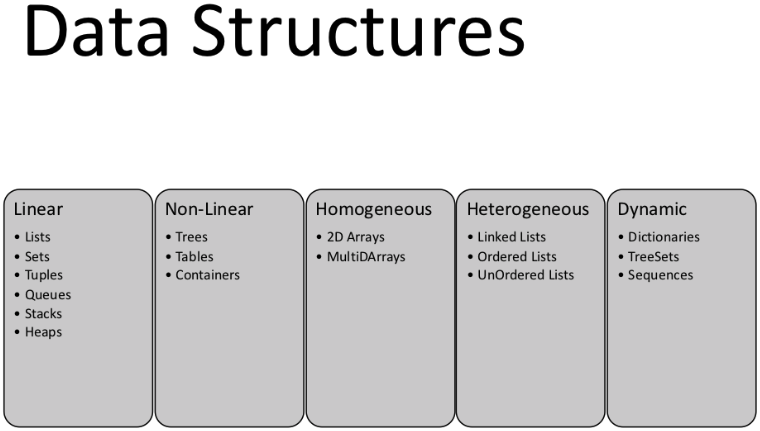 Data Structures
Linear
• Lists
• Sets
• Tuples
• Queues
• Stacks
• Heaps
Non-Linear
• Trees
• Tables
• Containers
Homogeneous
• 2D Arrays
• MultiDArrays
Heterogeneous
• Linked Lists
• Ordered Lists
• UnOrdered Lists
Dynamic
• Dictionaries
• TreeSets
• Sequences